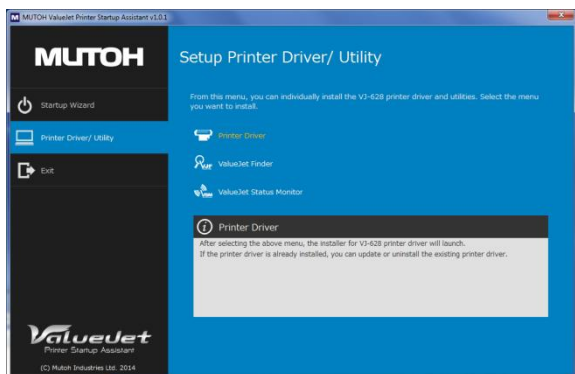 MUTOH ValueJet Printer Startup Assistant v1.0.1
MUTOH
Startup Wizard
Printer Driver/ Utility
Exit
ValueJet
Printer Startup Assistant
(C) Mutoh Industries Ltd. 2014
Setup Printer Driver/ Utility
From this menu, you can individually install the VJ-628 printer driver and utilities. Select the menu
you want to install.
Printer Driver
ValueJet Finder
ValueJet Status Monitor
Printer Driver
After selecting the above menu, the installer for VJ-628 printer driver will launch.
If the printer driver is already installed, you can update or uninstall the existing printer driver.